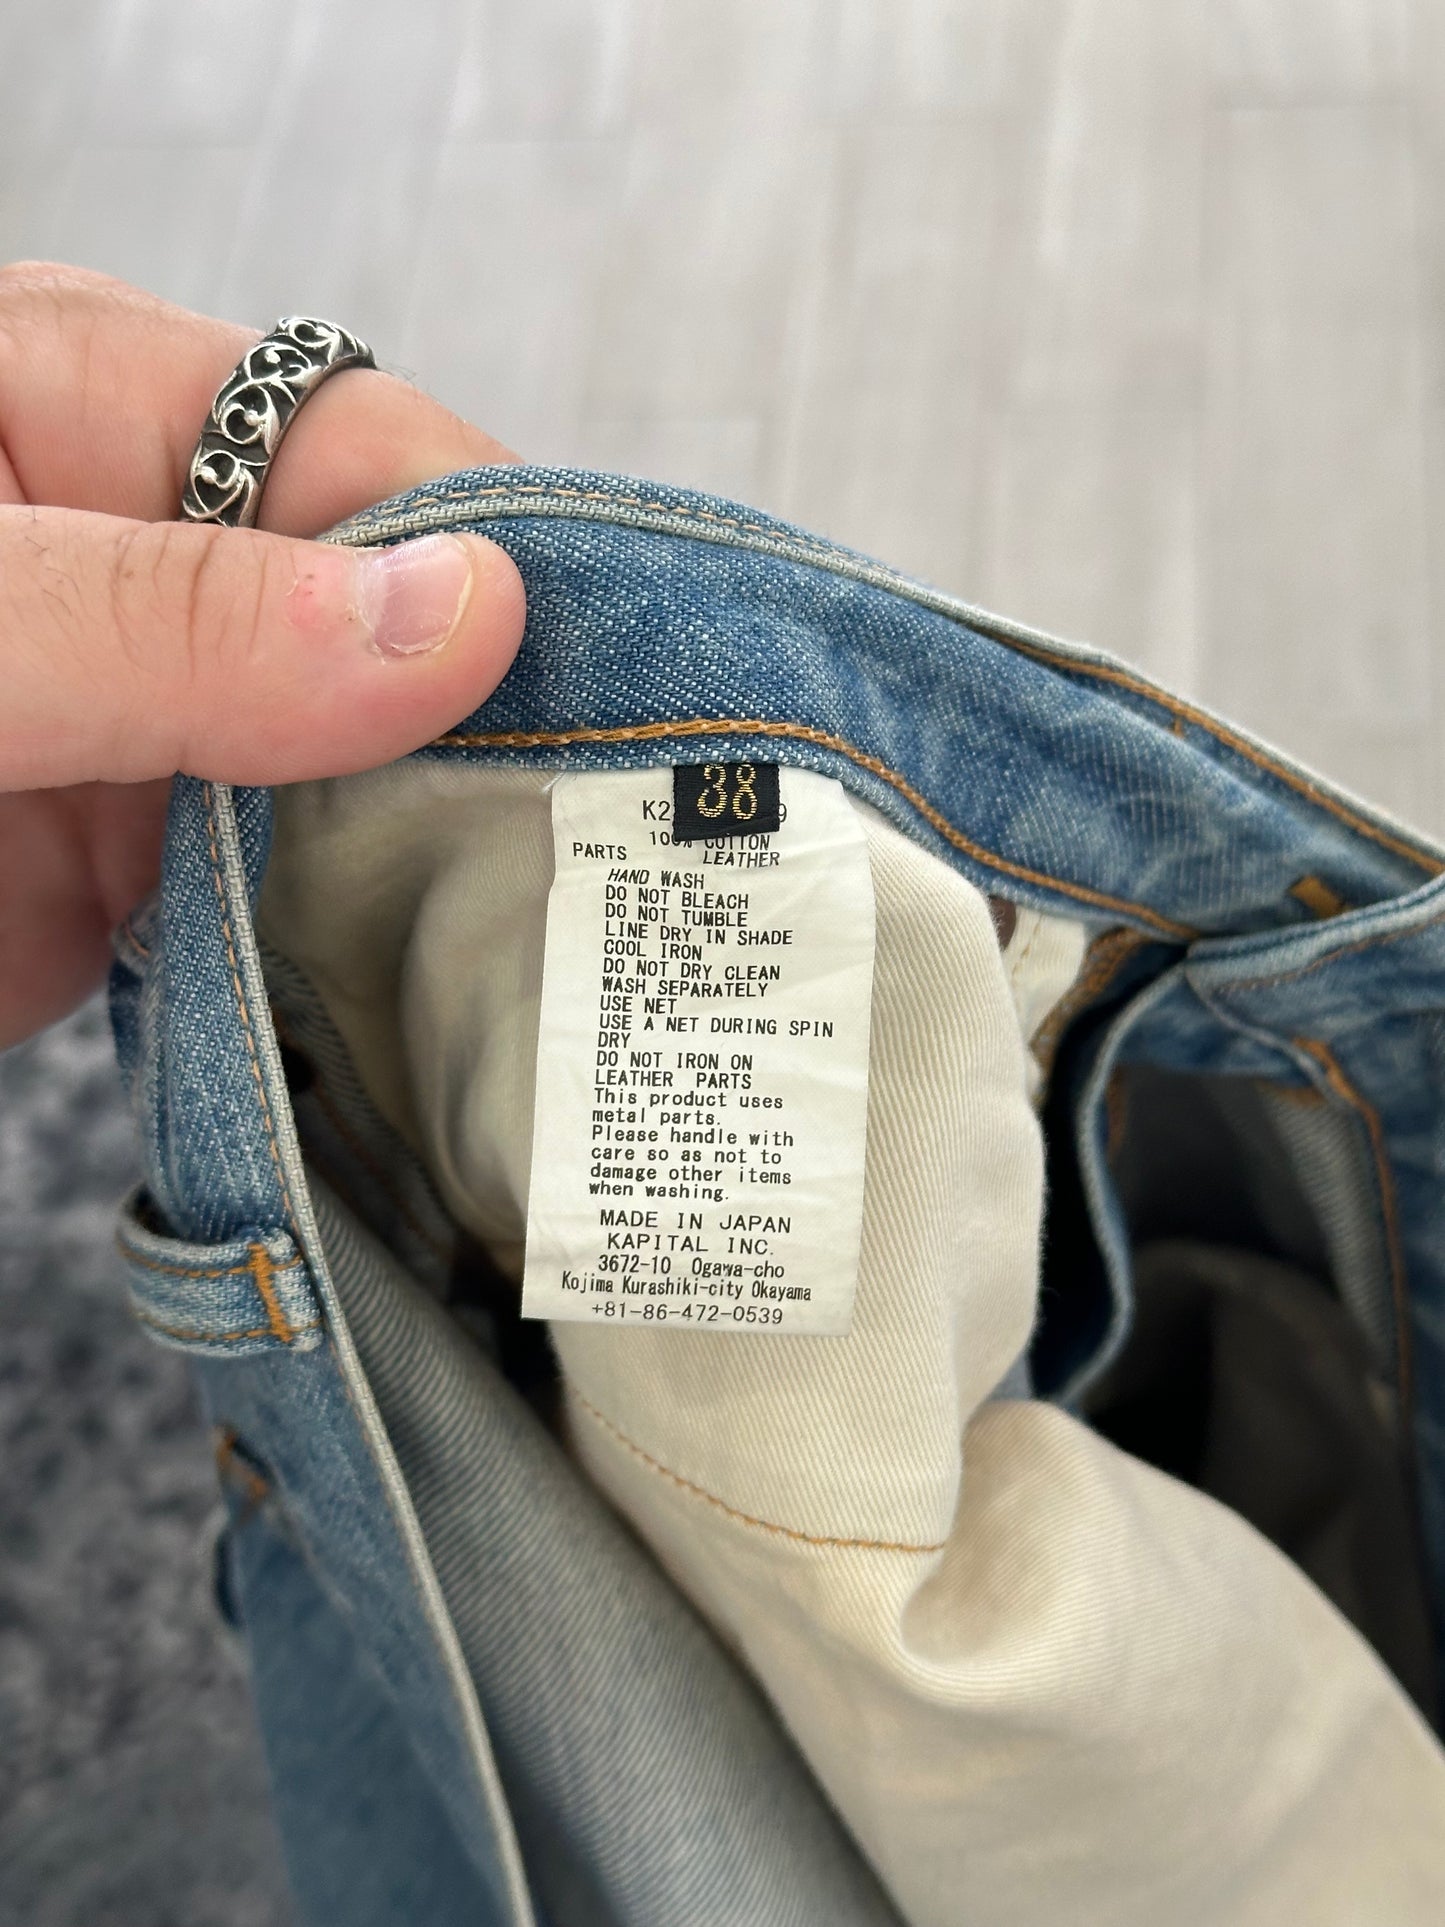 38
100% COTTON
PARTS LEATHER
HAND WASH
DO NOT BLEACH
DO NOT TUMBLE
LINE DRY IN SHADE
COOL IRON
DO NOT DRY CLEAN
WASH SEPARATELY
USE NET
USE A NET DURING SPIN
DRY
DO NOT IRON ON
LEATHER PARTS
This product uses
metal parts.
Please handle with
care so as not to
damage other items
when washing.
MADE IN JAPAN
KAPITAL INC.
3672-10 Ogawa-cho
Kojima Kurashiki-city Okayama
+81-86-472-0539